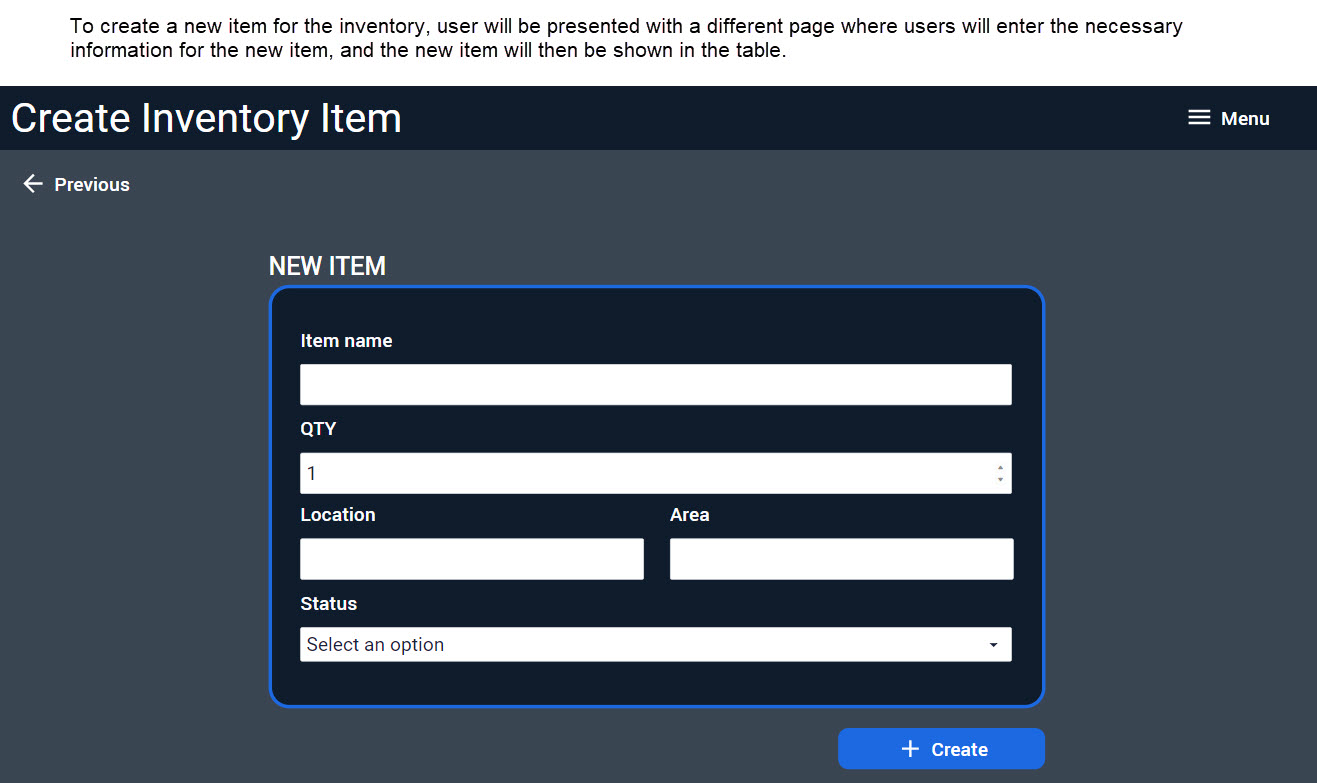 To create a new item for the inventory, user will be presented with a different page where users will enter the necessary
information for the new item, and the new item will then be shown in the table.
Create Inventory Item
Menu
Previous
NEW ITEM
Item name
QTY
1
Location Area
Status
Select an option
Create